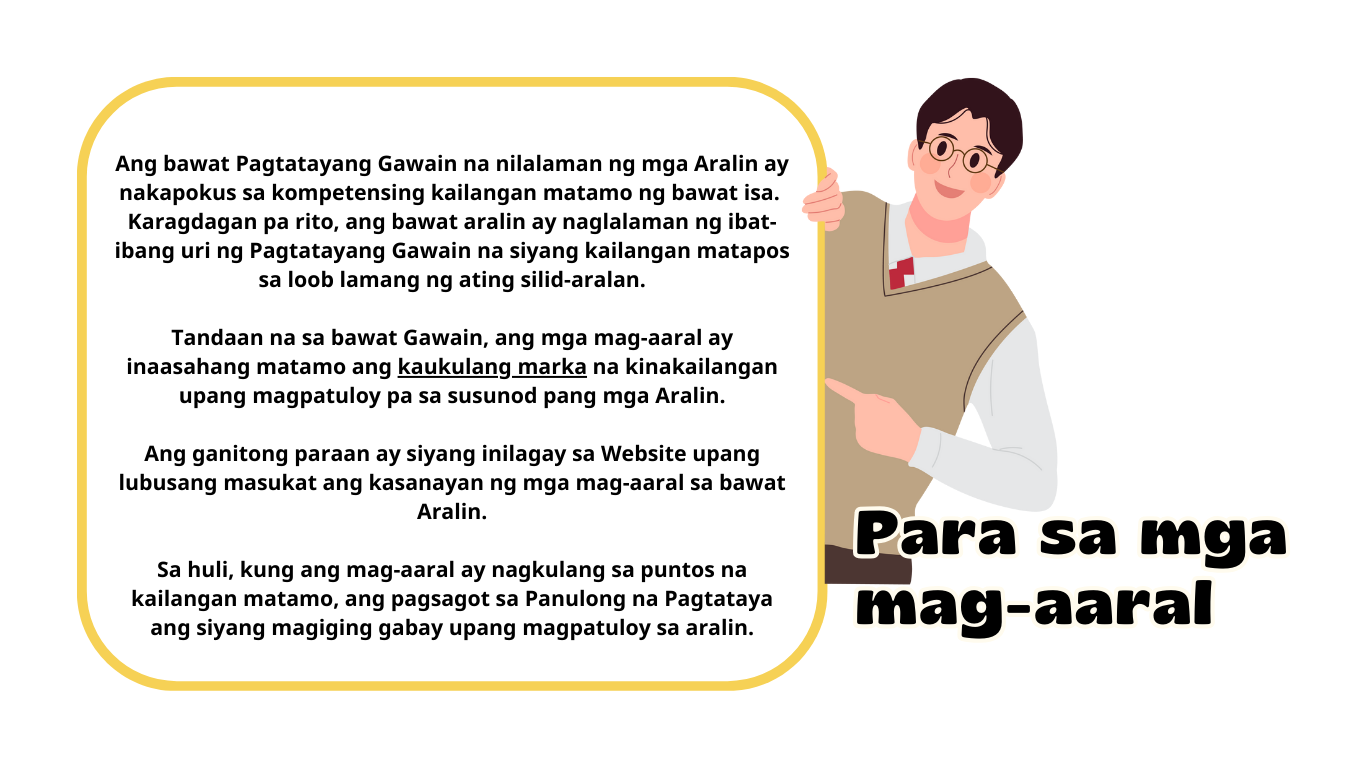 Ang bawat Pagtatayang Gawain na nilalaman ng mga Aralin ay
nakapokus sa kompetensing kailangan matamo ng bawat isa.
Karagdagan pa rito, ang bawat aralin ay naglalaman ng ibat-
ibang uri ng Pagtatayang Gawain na siyang kailangan matapos
sa loob lamang ng ating silid-aralan.
Tandaan na sa bawat Gawain, ang mga mag-aaral ay
inaasahang matamo ang kaukulang marka na kinakailangan
upang magpatuloy pa sa susunod pang mga Aralin.
Ang ganitong paraan ay siyang inilagay sa Website upang
lubusang masukat ang kasanayan ng mga mag-aaral sa bawat
Aralin.
Sa huli, kung ang mag-aaral ay nagkulang sa puntos na
kailangan matamo, ang pagsagot sa Panulong na Pagtataya
ang siyang magiging gabay upang magpatuloy sa aralin.
Para sa mga
mag-aaral